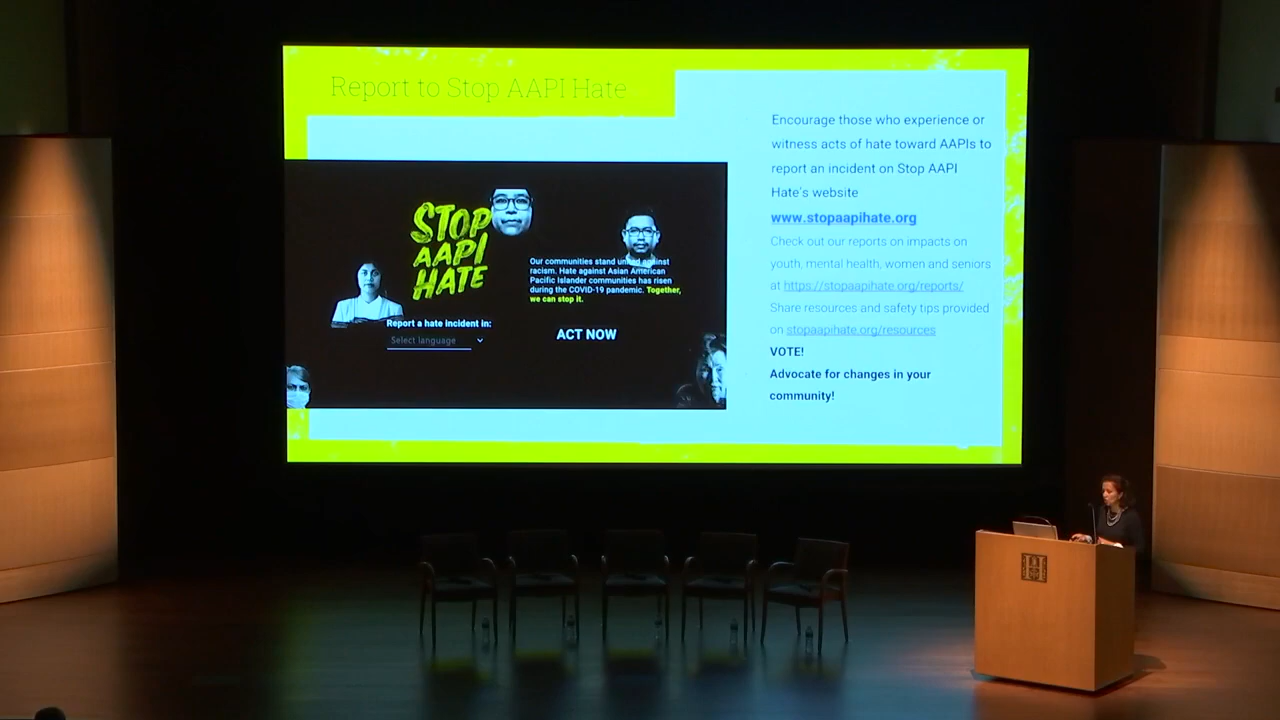 Report to Stop AAPI Hate
Encourage those who experience or
witness acts of hate toward AAPIs to
report an incident on Stop AAPI
Hate's website
www.stopaapihate.org
Check out our reports on impacts on
youth, mental health, women and seniors
at https://stopaapihate.org/reports/
Share resources and safety tips provided
on stopaapihate.org/resources
VOTE!
Advocate for changes in your
community!
STOP
AAPI
HATE
Our communities stand united against
racism. Hate against Asian American
Pacific Islander communities has risen
during the COVID-19 pandemic. Together,
we can stop it.
Report a hate incident in:
Select language
ACT NOW